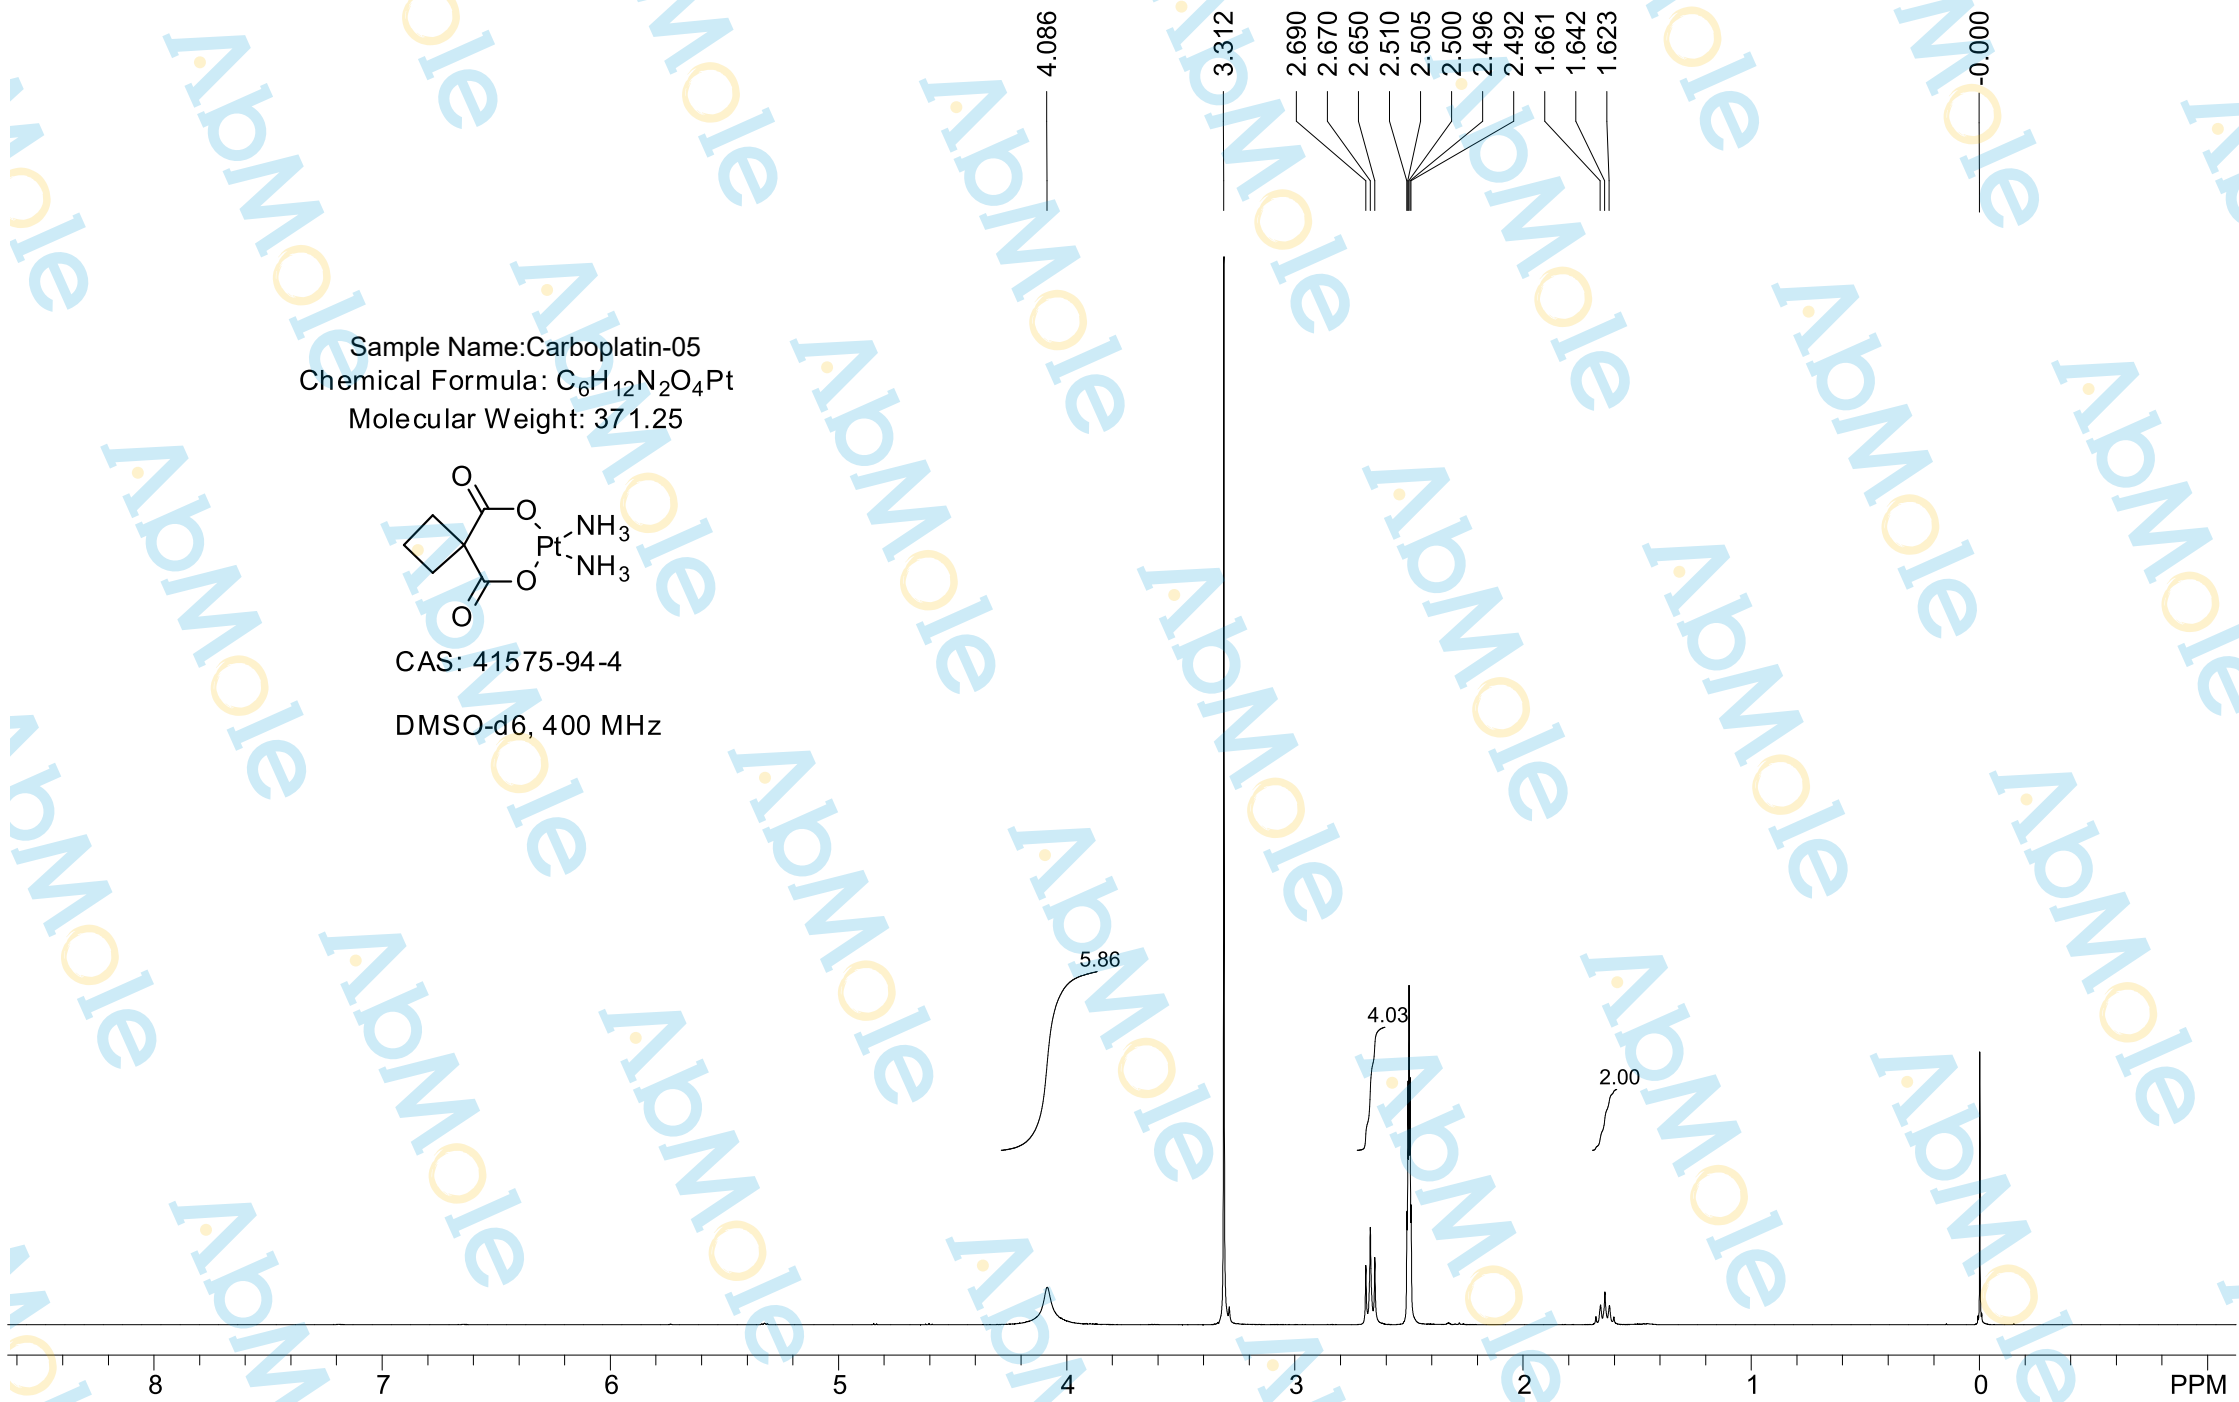 4.086
3.312
2.690
2.670
2.650
2.510
2.505
2.500
2.496
2.492
1.661
1.642
1.623
-0.000
Sample Name:Carboplatin-05
Chemical Formula: C6H12N2O4Pt
Molecular Weight: 371.25
O
O
NH3
Pt
NH3
O
O
CAS: 41575-94-4
DMSO-d6, 400 MHz
5.86
4.03
2.00
8 7 6 5 4 3 2 1 0 PPM
AbMole